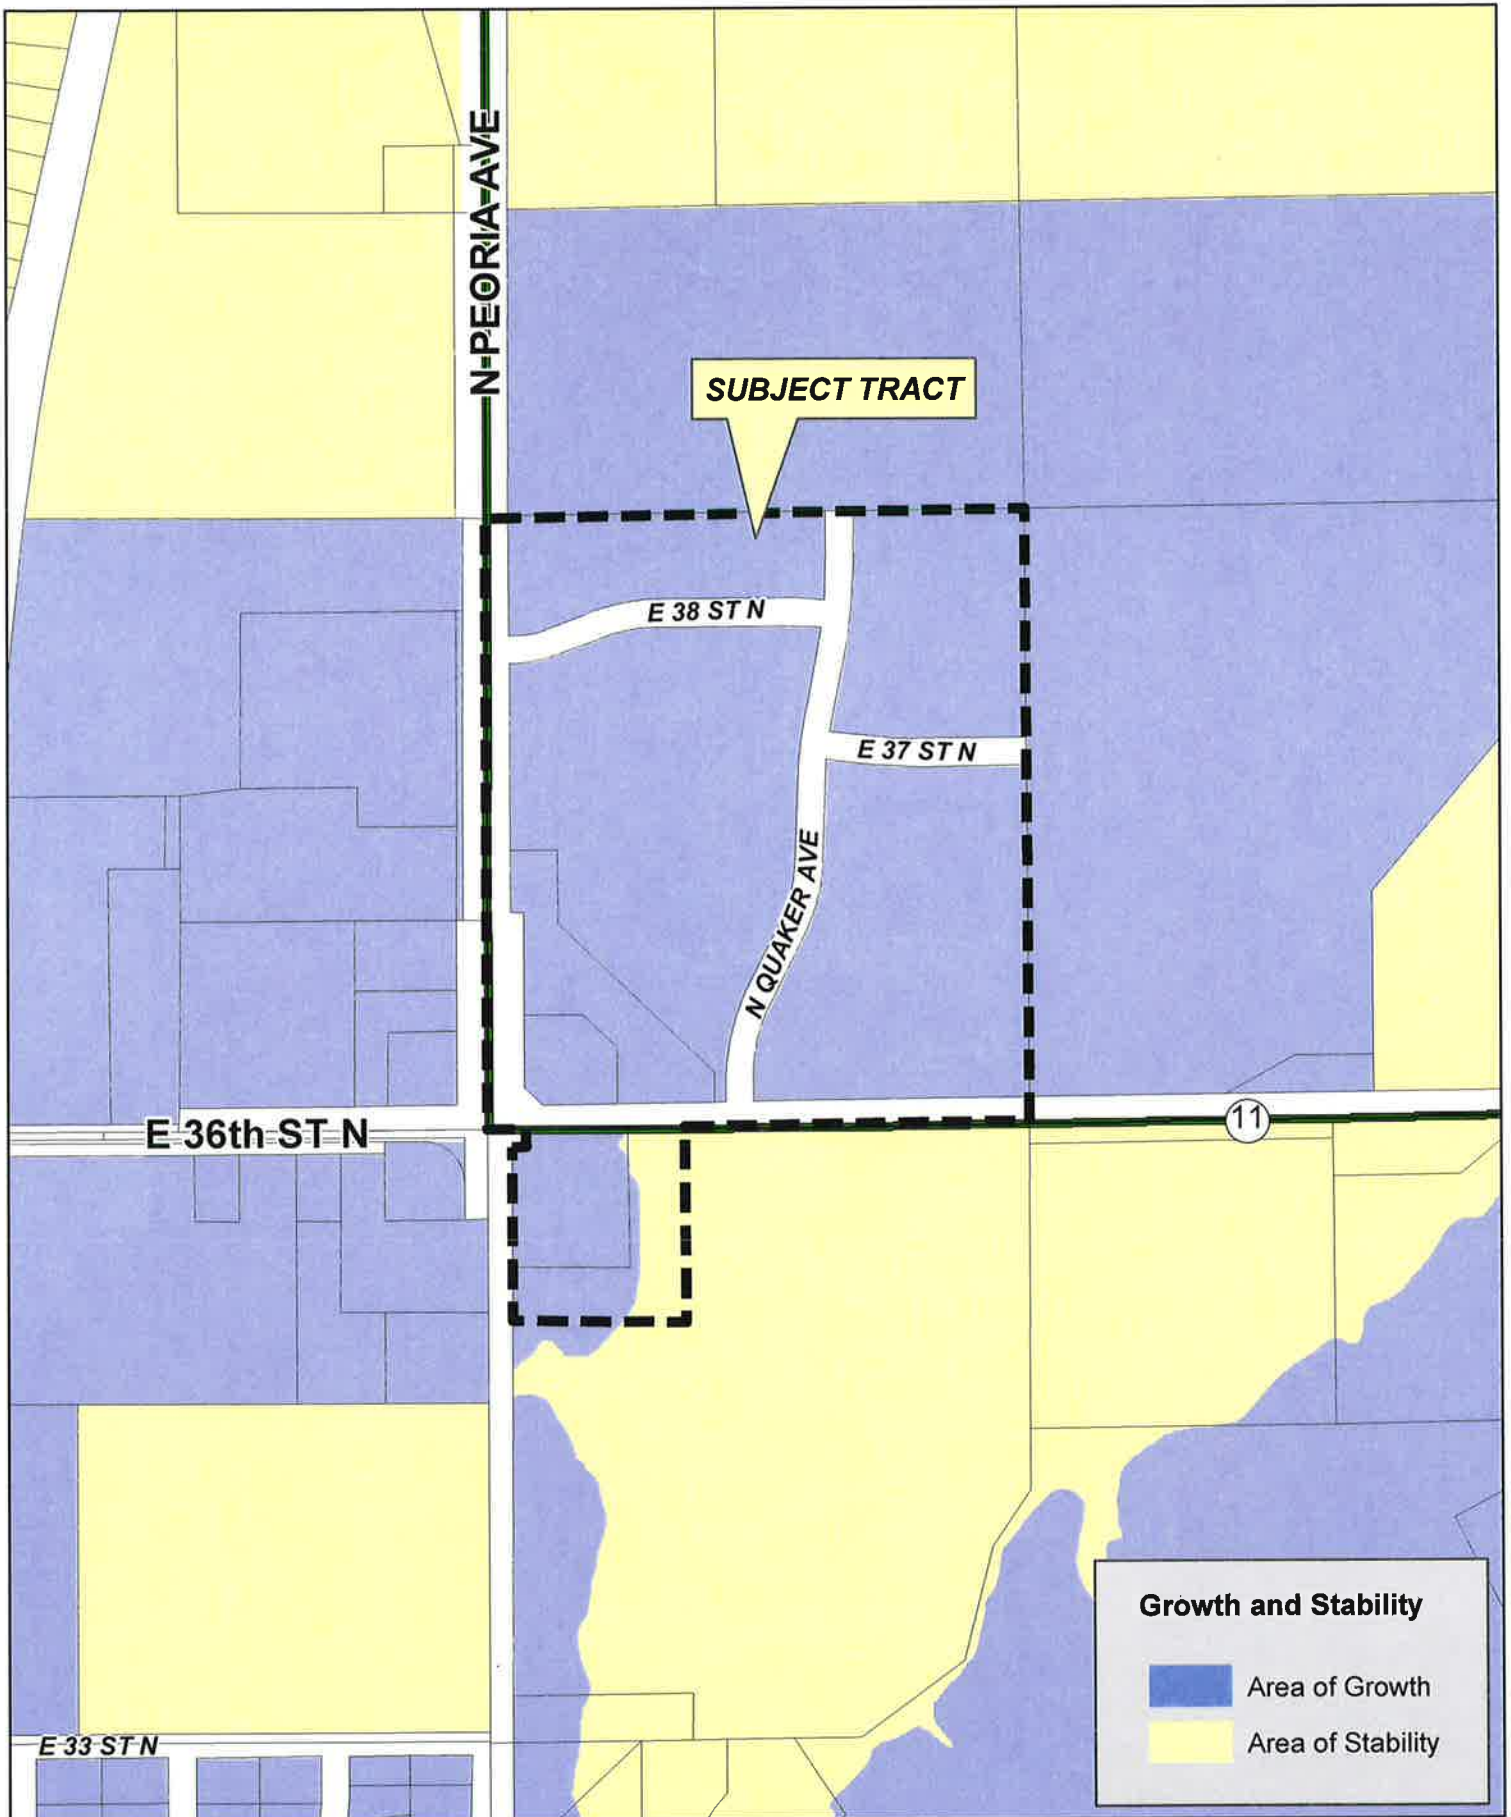 N PEORIA AVE
SUBJECT TRACT
E 38 ST N
E 37 ST N
N QUAKER AVE
E 36th ST N
11
E 33 ST N
Growth and Stability
Area of Growth
Area of Stability